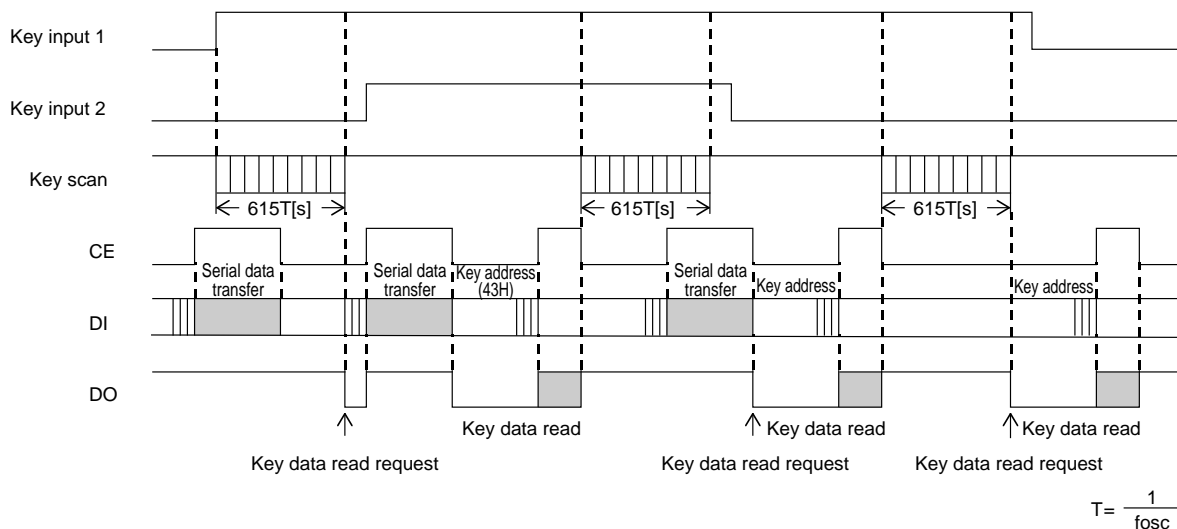 Key input 1
Key input 2
Key scan
615T[s] 615T[s] 615T[s]
CE
Serial data transfer
Serial data transfer
Key address (43H)
Serial data transfer
Key address
Key address
DI
DO
Key data read
Key data read
Key data read
Key data read request
Key data read request
Key data read request
T= 1
fosc